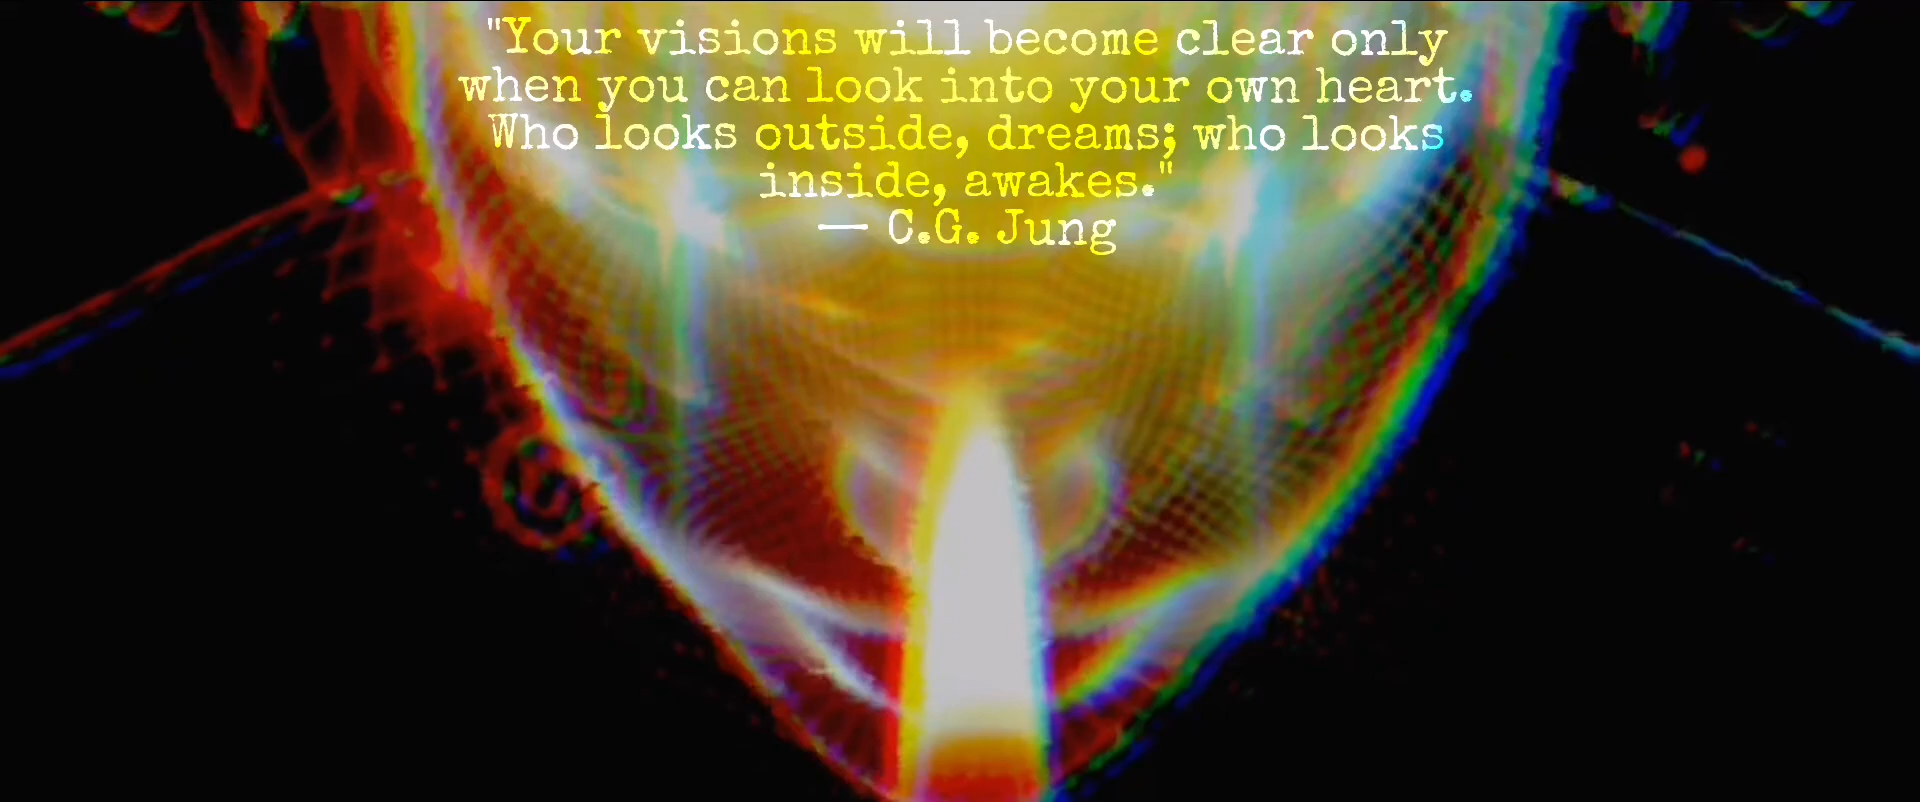 "Your visions will become clear only
when you can look into your own heart.
Who looks outside, dreams; who looks
inside, awakes."
— C.G. Jung